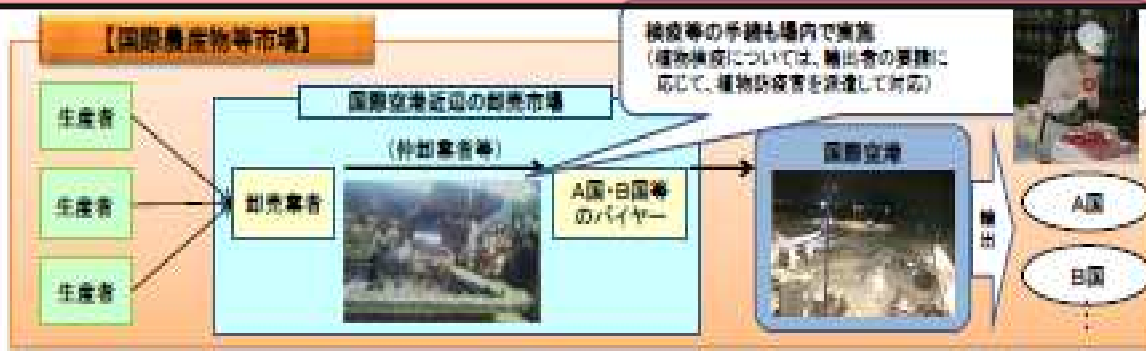 【国際農産物等市場】
検疫等の手続も場内で実施
(植物検疫については、輸出者の要請に
応じて、植物防疫官を派遣して対応)
国際空港近辺の卸売市場
生産者
生産者
生産者
卸売業者
(仲卸業者等)
A国・B国等
のバイヤー
国際空港
輸出
A国
B国